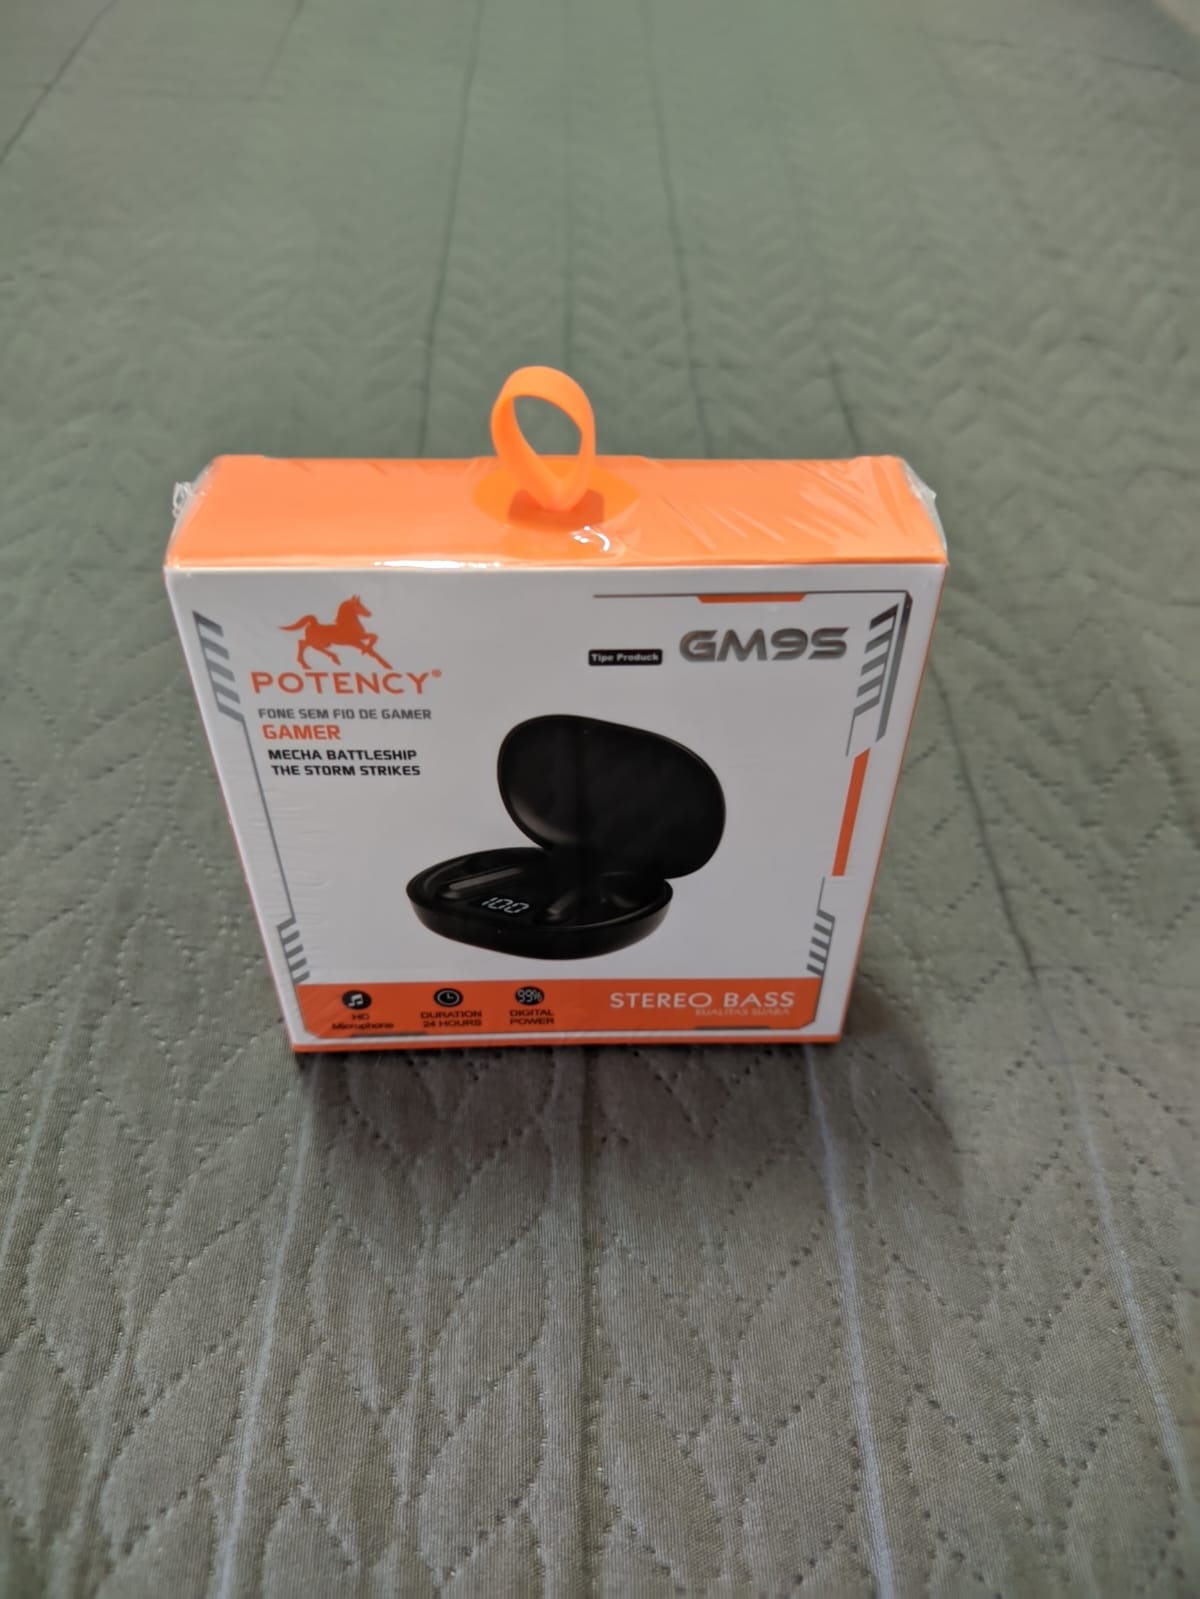 POTENCY®
Tipe Produck
GM9S
FONE SEM FIO DE GAMER
GAMER
MECHA BATTLESHIP
THE STORM STRIKES
100
99%
HD
Microphone
DURATION
24 HOURS
DIGITAL
POWER
STEREO BASS
KUALITAS SUARA